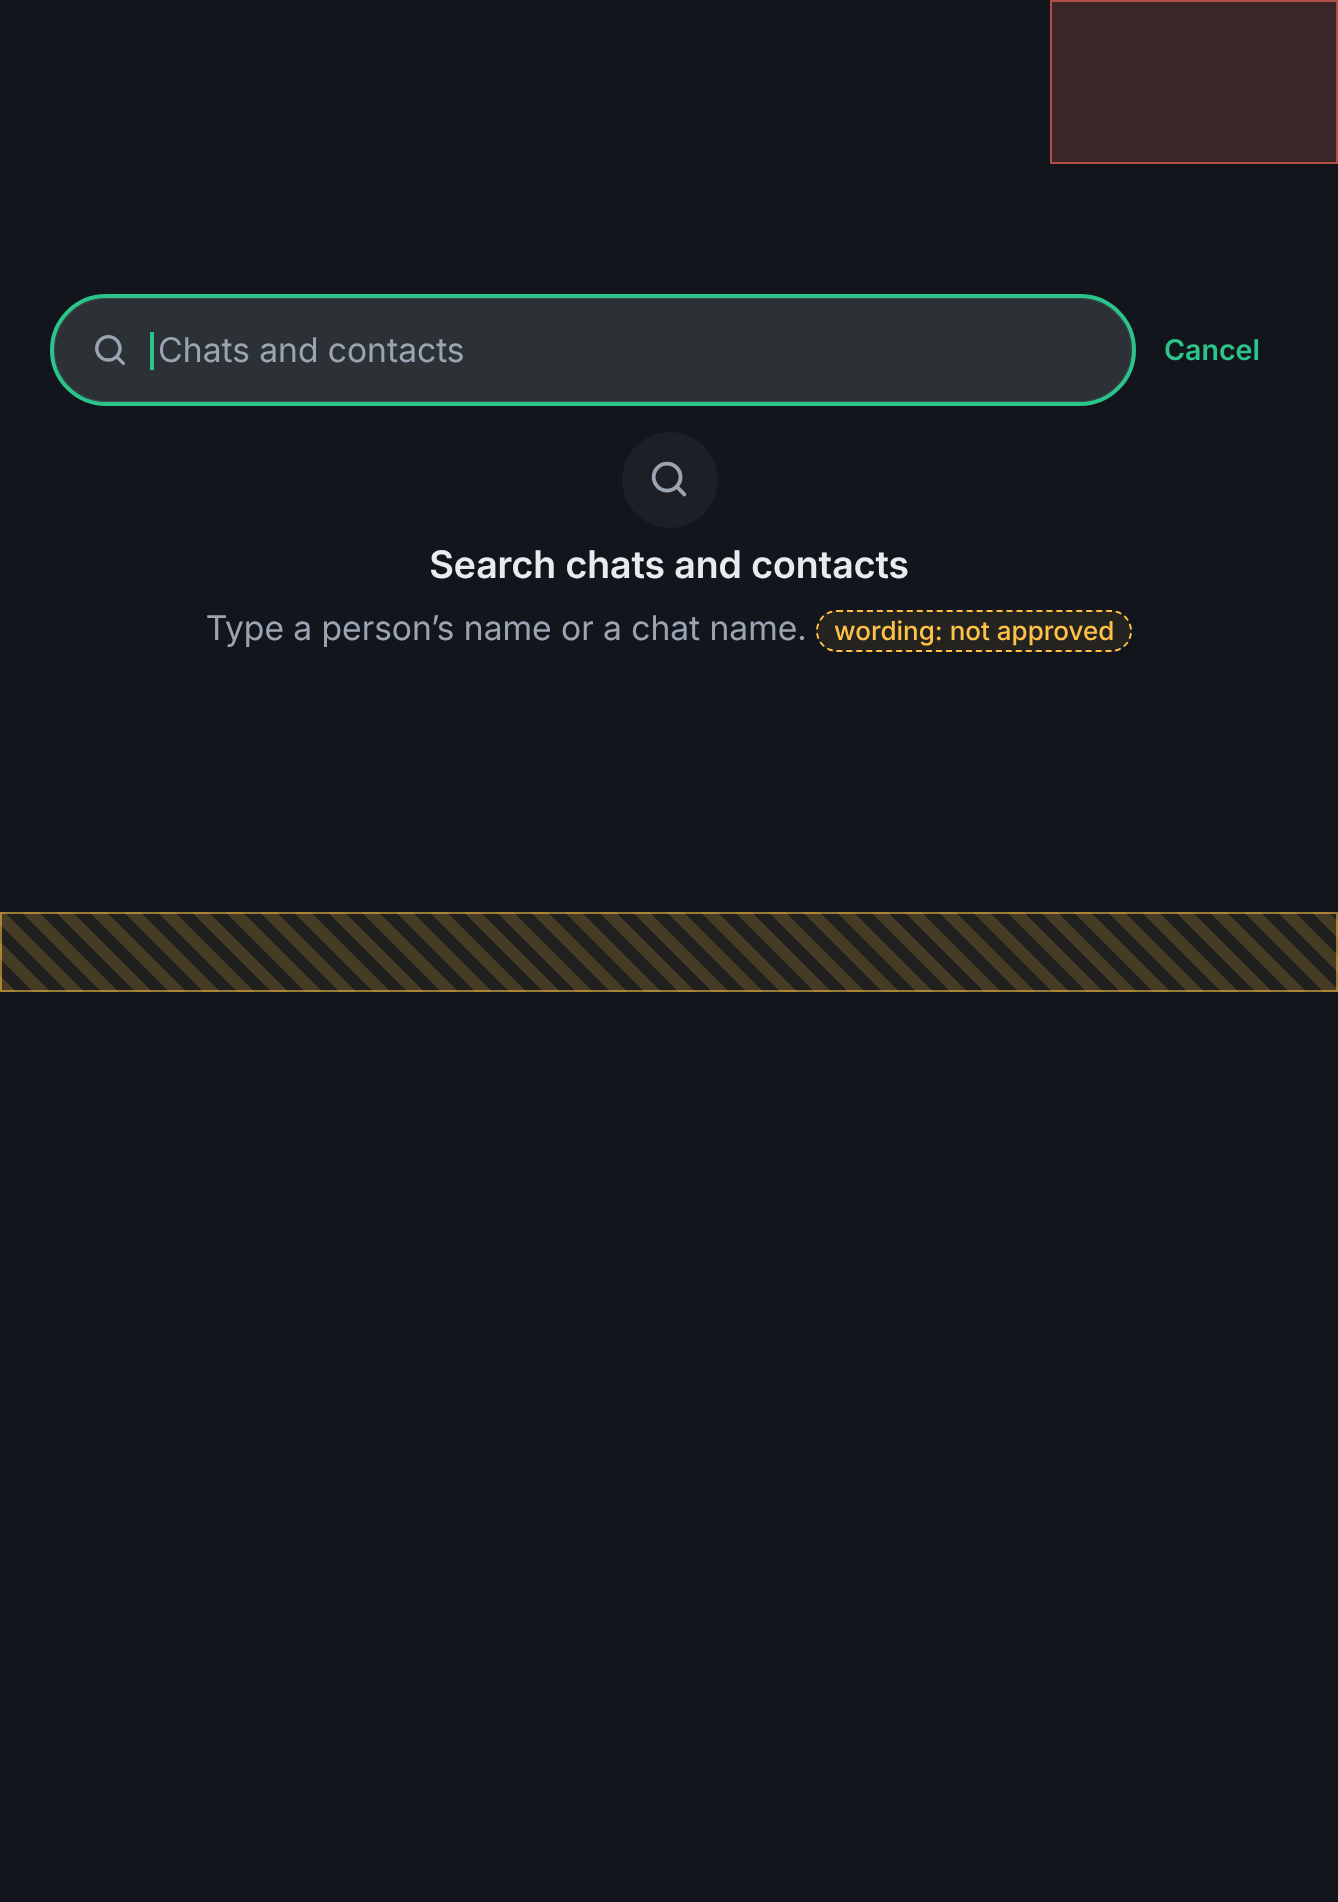 Chats and contacts
Cancel
Search chats and contacts
Type a person’s name or a chat name. wording: not approved